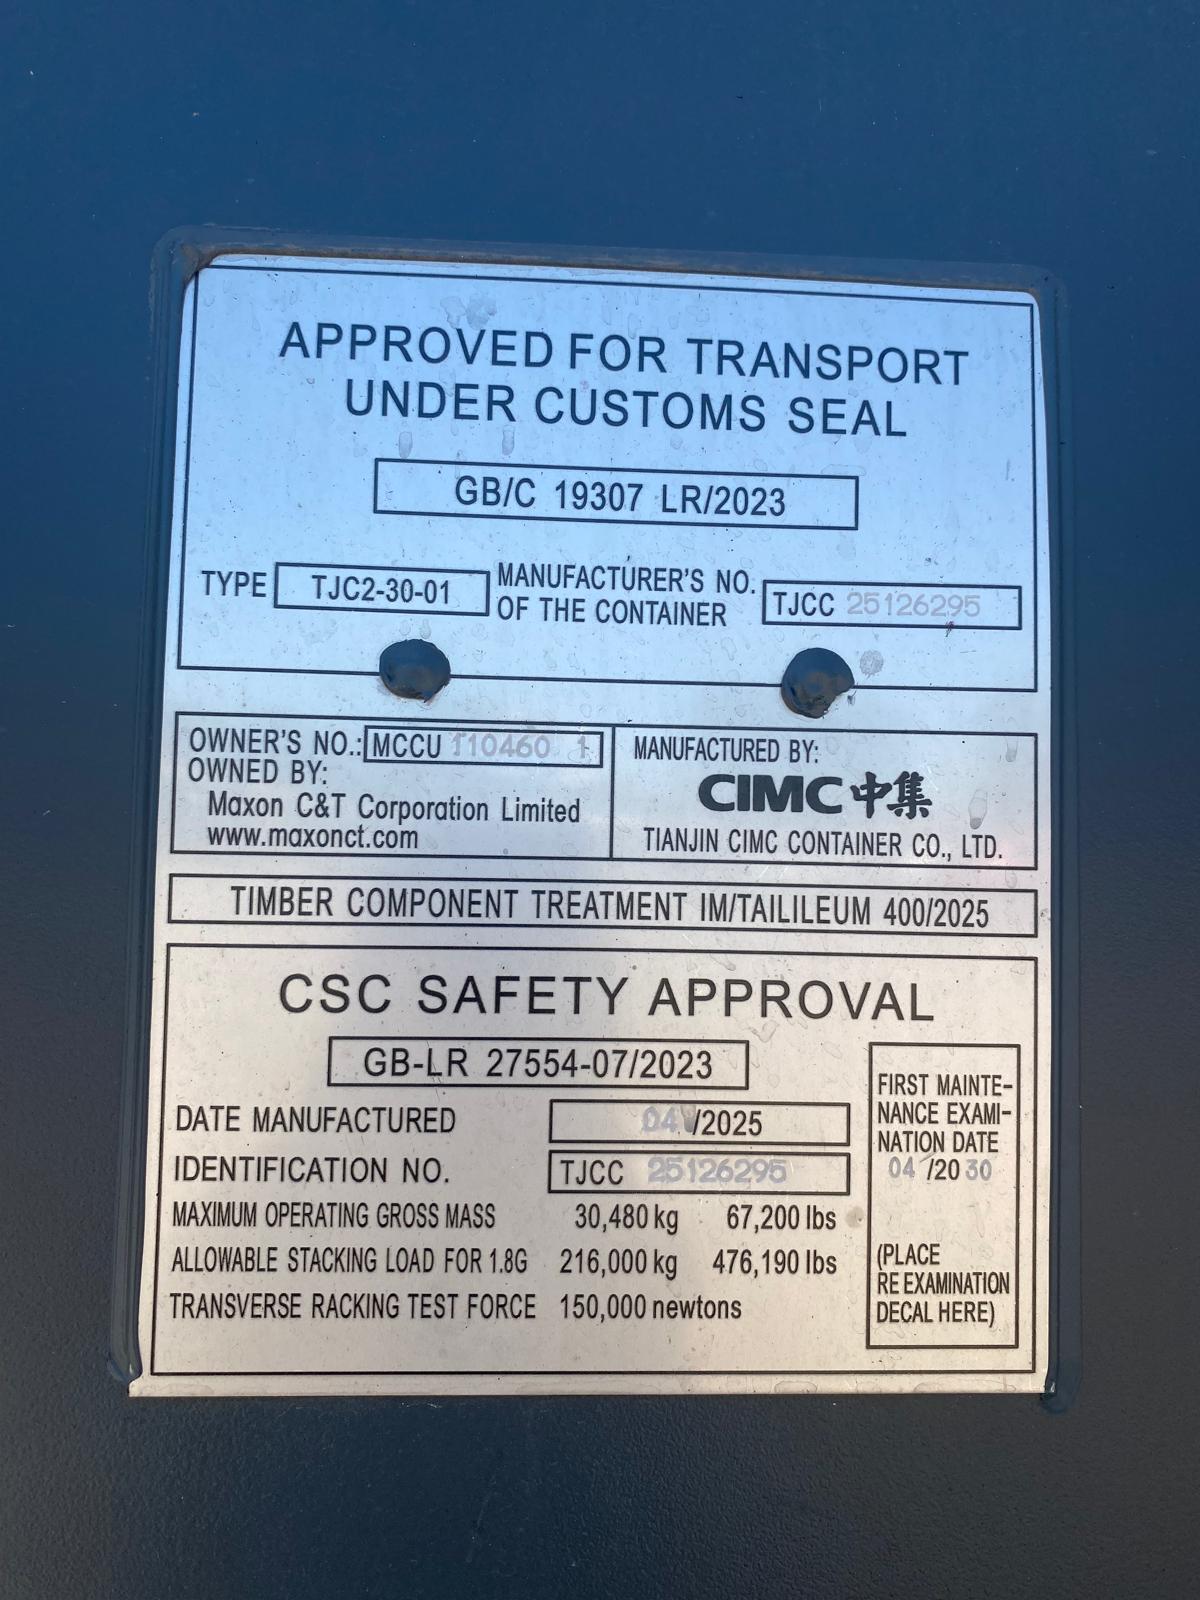 APPROVED FOR TRANSPORT
UNDER CUSTOMS SEAL
GB/C 19307 LR/2023
TYPE TJC2-30-01 MANUFACTURER'S NO. OF THE CONTAINER TJCC 25126295
OWNER'S NO.: MCCU 110460 1
OWNED BY:
Maxon C&T Corporation Limited
www.maxonct.com
MANUFACTURED BY:
CIMC 中集
TIANJIN CIMC CONTAINER CO., LTD.
TIMBER COMPONENT TREATMENT IM/TAILILEUM 400/2025
CSC SAFETY APPROVAL
GB-LR 27554-07/2023
DATE MANUFACTURED 04 /2025
IDENTIFICATION NO. TJCC 25126295
MAXIMUM OPERATING GROSS MASS 30,480 kg 67,200 lbs
ALLOWABLE STACKING LOAD FOR 1.8G 216,000 kg 476,190 lbs
TRANSVERSE RACKING TEST FORCE 150,000 newtons
FIRST MAINTE-
NANCE EXAMI-
NATION DATE
04 /20 30
(PLACE
RE EXAMINATION
DECAL HERE)